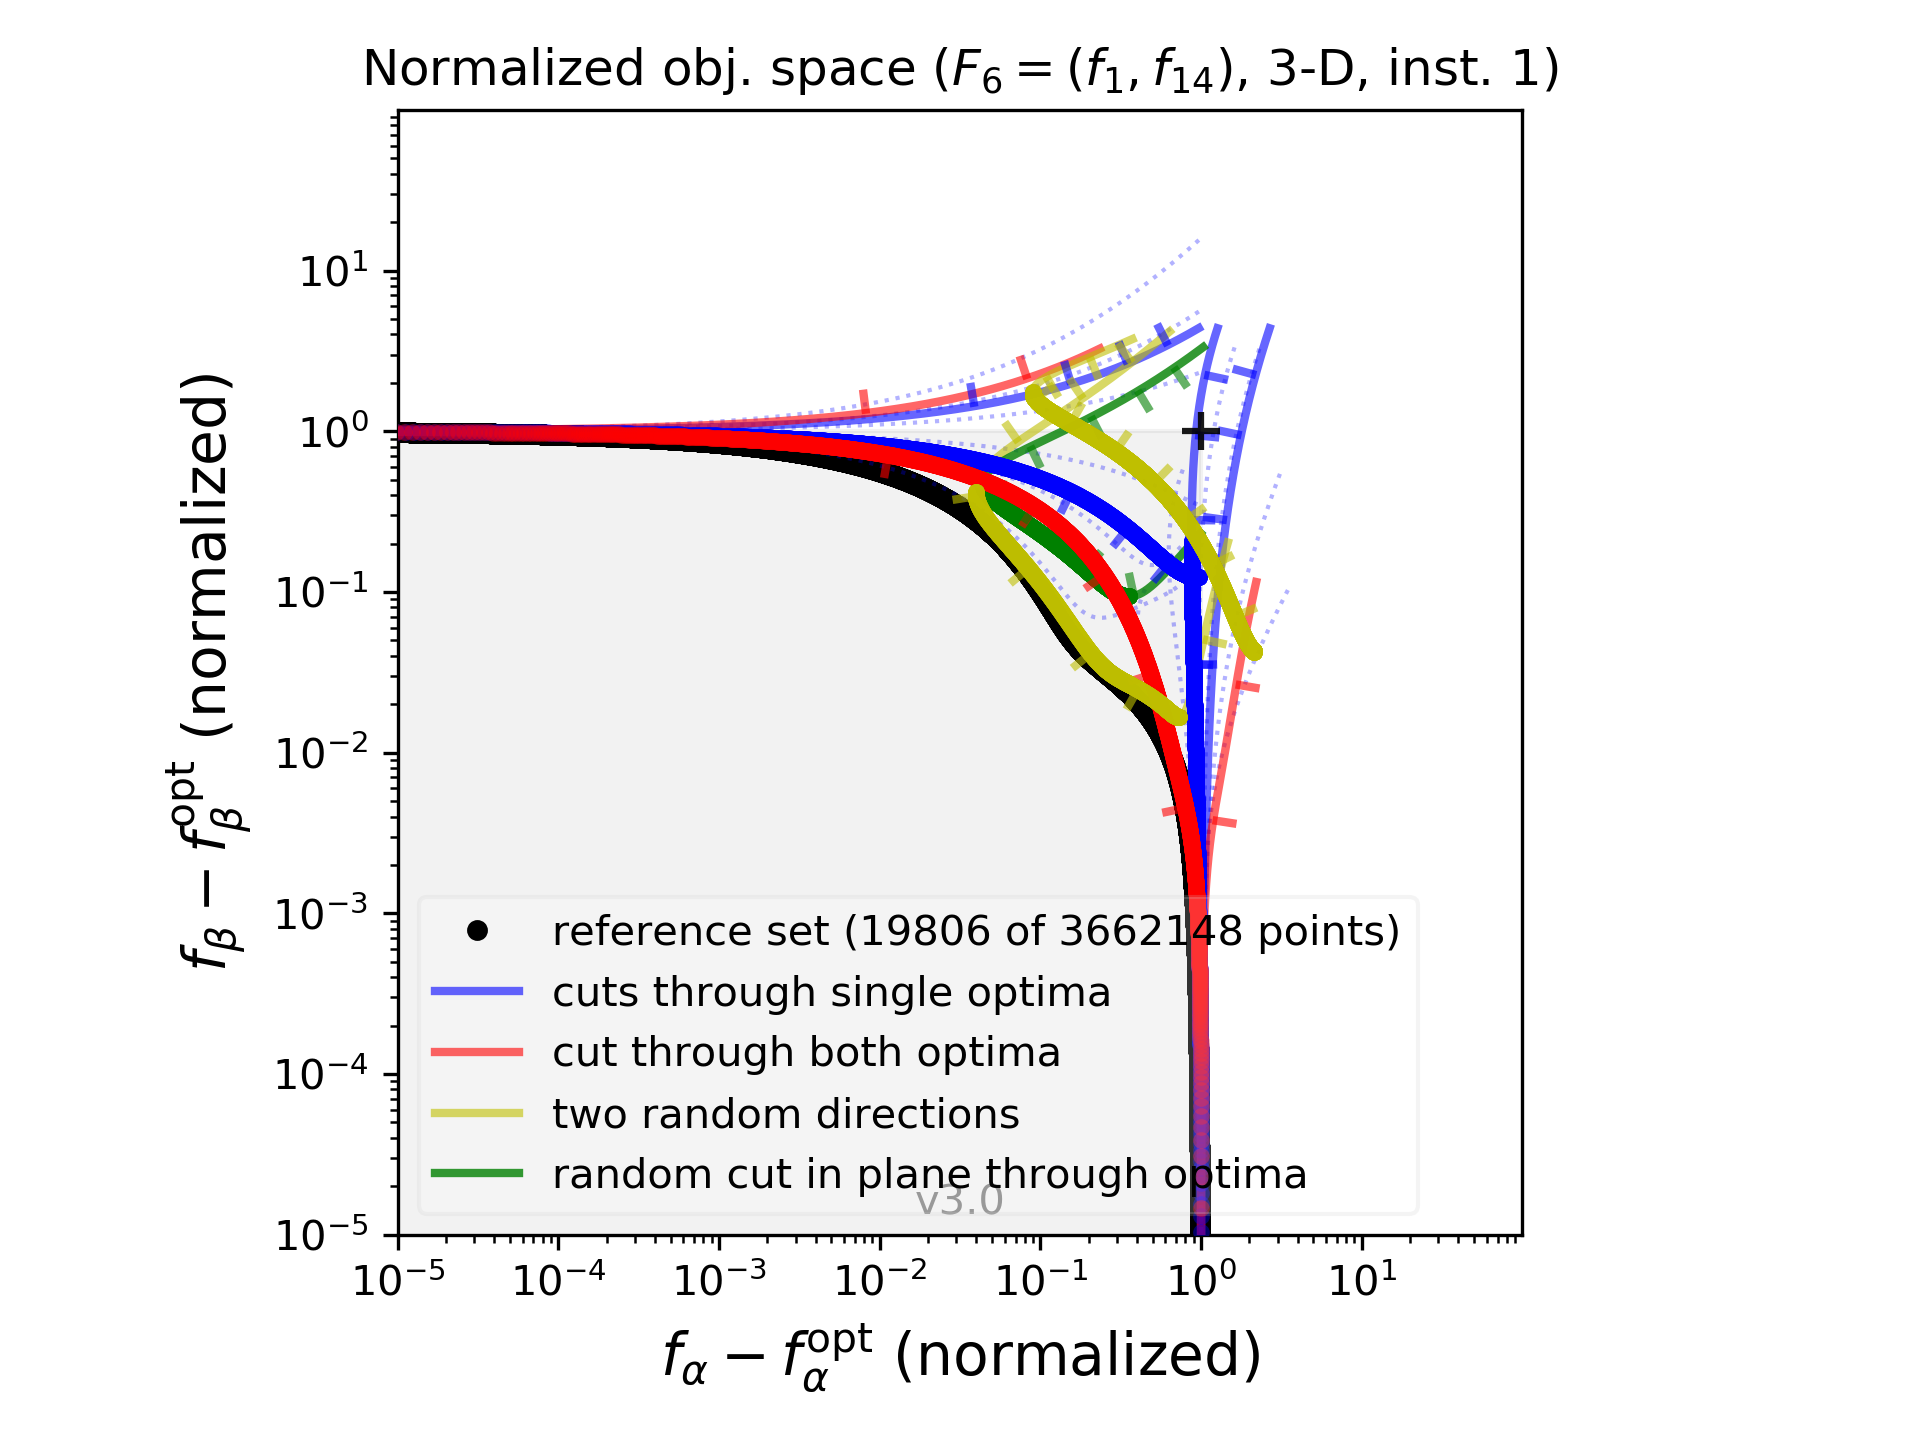 Normalized obj. space (F₆ = (f₁, f₁₄), 3-D, inst. 1)
f_β − f_β^opt (normalized)
10¹
10⁰
10⁻¹
10⁻²
10⁻³
10⁻⁴
10⁻⁵
reference set (19806 of 3662148 points)
cuts through single optima
cut through both optima
two random directions
random cut in plane through optima
v3.0
10⁻⁵ 10⁻⁴ 10⁻³ 10⁻² 10⁻¹ 10⁰ 10¹
f_α − f_α^opt (normalized)